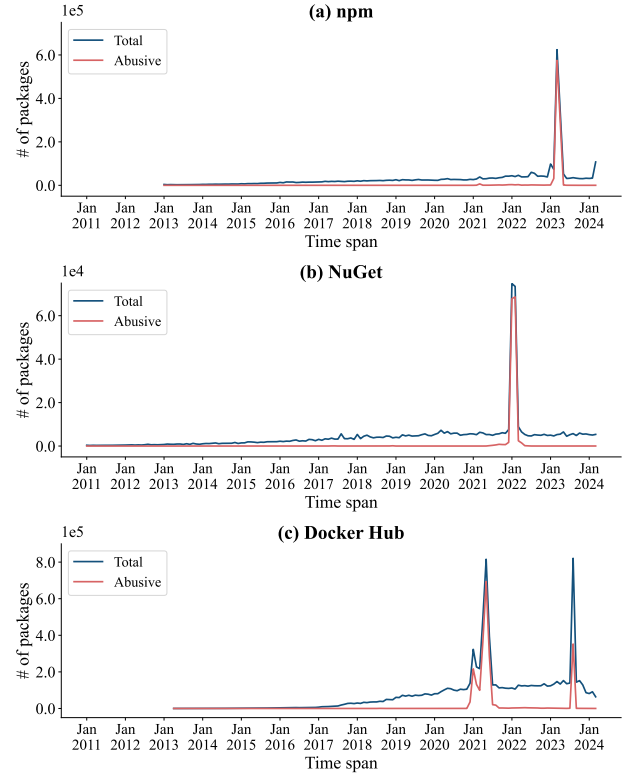 (a) npm
1e5
Total
Abusive
6.0
4.0
2.0
0.0
# of packages
Jan Jan Jan Jan Jan Jan Jan Jan Jan Jan Jan Jan Jan Jan
2011 2012 2013 2014 2015 2016 2017 2018 2019 2020 2021 2022 2023 2024
Time span
(b) NuGet
1e4
Total
Abusive
6.0
4.0
2.0
0.0
# of packages
Jan Jan Jan Jan Jan Jan Jan Jan Jan Jan Jan Jan Jan Jan
2011 2012 2013 2014 2015 2016 2017 2018 2019 2020 2021 2022 2023 2024
Time span
(c) Docker Hub
1e5
Total
Abusive
8.0
6.0
4.0
2.0
0.0
# of packages
Jan Jan Jan Jan Jan Jan Jan Jan Jan Jan Jan Jan Jan Jan
2011 2012 2013 2014 2015 2016 2017 2018 2019 2020 2021 2022 2023 2024
Time span